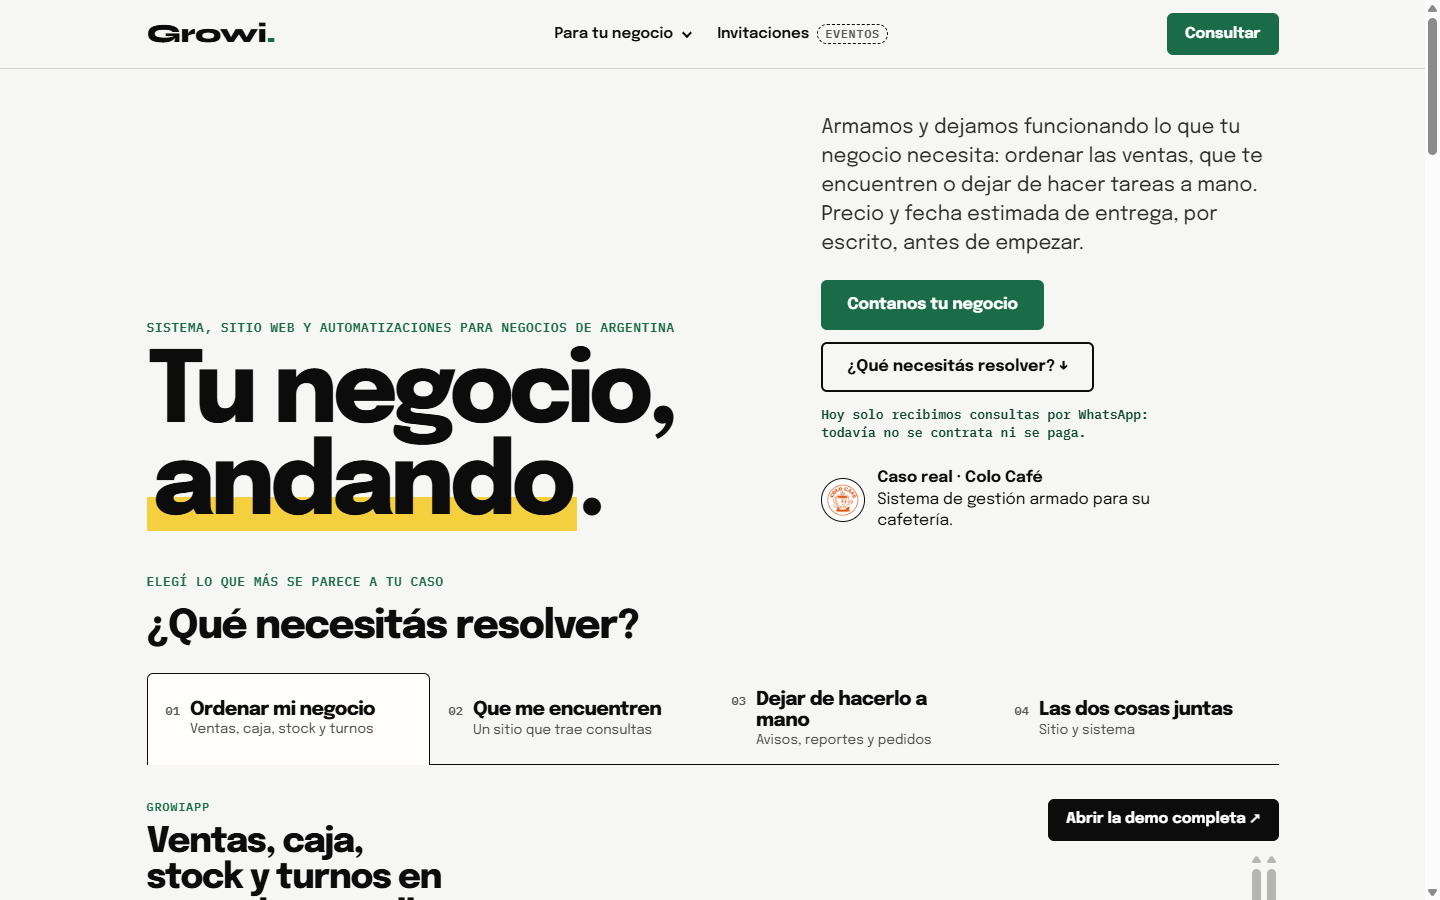 Growi.
Para tu negocio
Invitaciones EVENTOS
Consultar
Armamos y dejamos funcionando lo que tu
negocio necesita: ordenar las ventas, que te
encuentren o dejar de hacer tareas a mano.
Precio y fecha estimada de entrega, por
escrito, antes de empezar.
Contanos tu negocio
¿Qué necesitás resolver? ↓
Hoy solo recibimos consultas por WhatsApp:
todavía no se contrata ni se paga.
COLO CAFÉ
Caso real · Colo Café
Sistema de gestión armado para su
cafetería.
SISTEMA, SITIO WEB Y AUTOMATIZACIONES PARA NEGOCIOS DE ARGENTINA
Tu negocio,
andando.
ELEGÍ LO QUE MÁS SE PARECE A TU CASO
¿Qué necesitás resolver?
01 Ordenar mi negocio
Ventas, caja, stock y turnos
02 Que me encuentren
Un sitio que trae consultas
03 Dejar de hacerlo a
mano
Avisos, reportes y pedidos
04 Las dos cosas juntas
Sitio y sistema
GROWIAPP
Ventas, caja,
stock y turnos en
Abrir la demo completa ↗